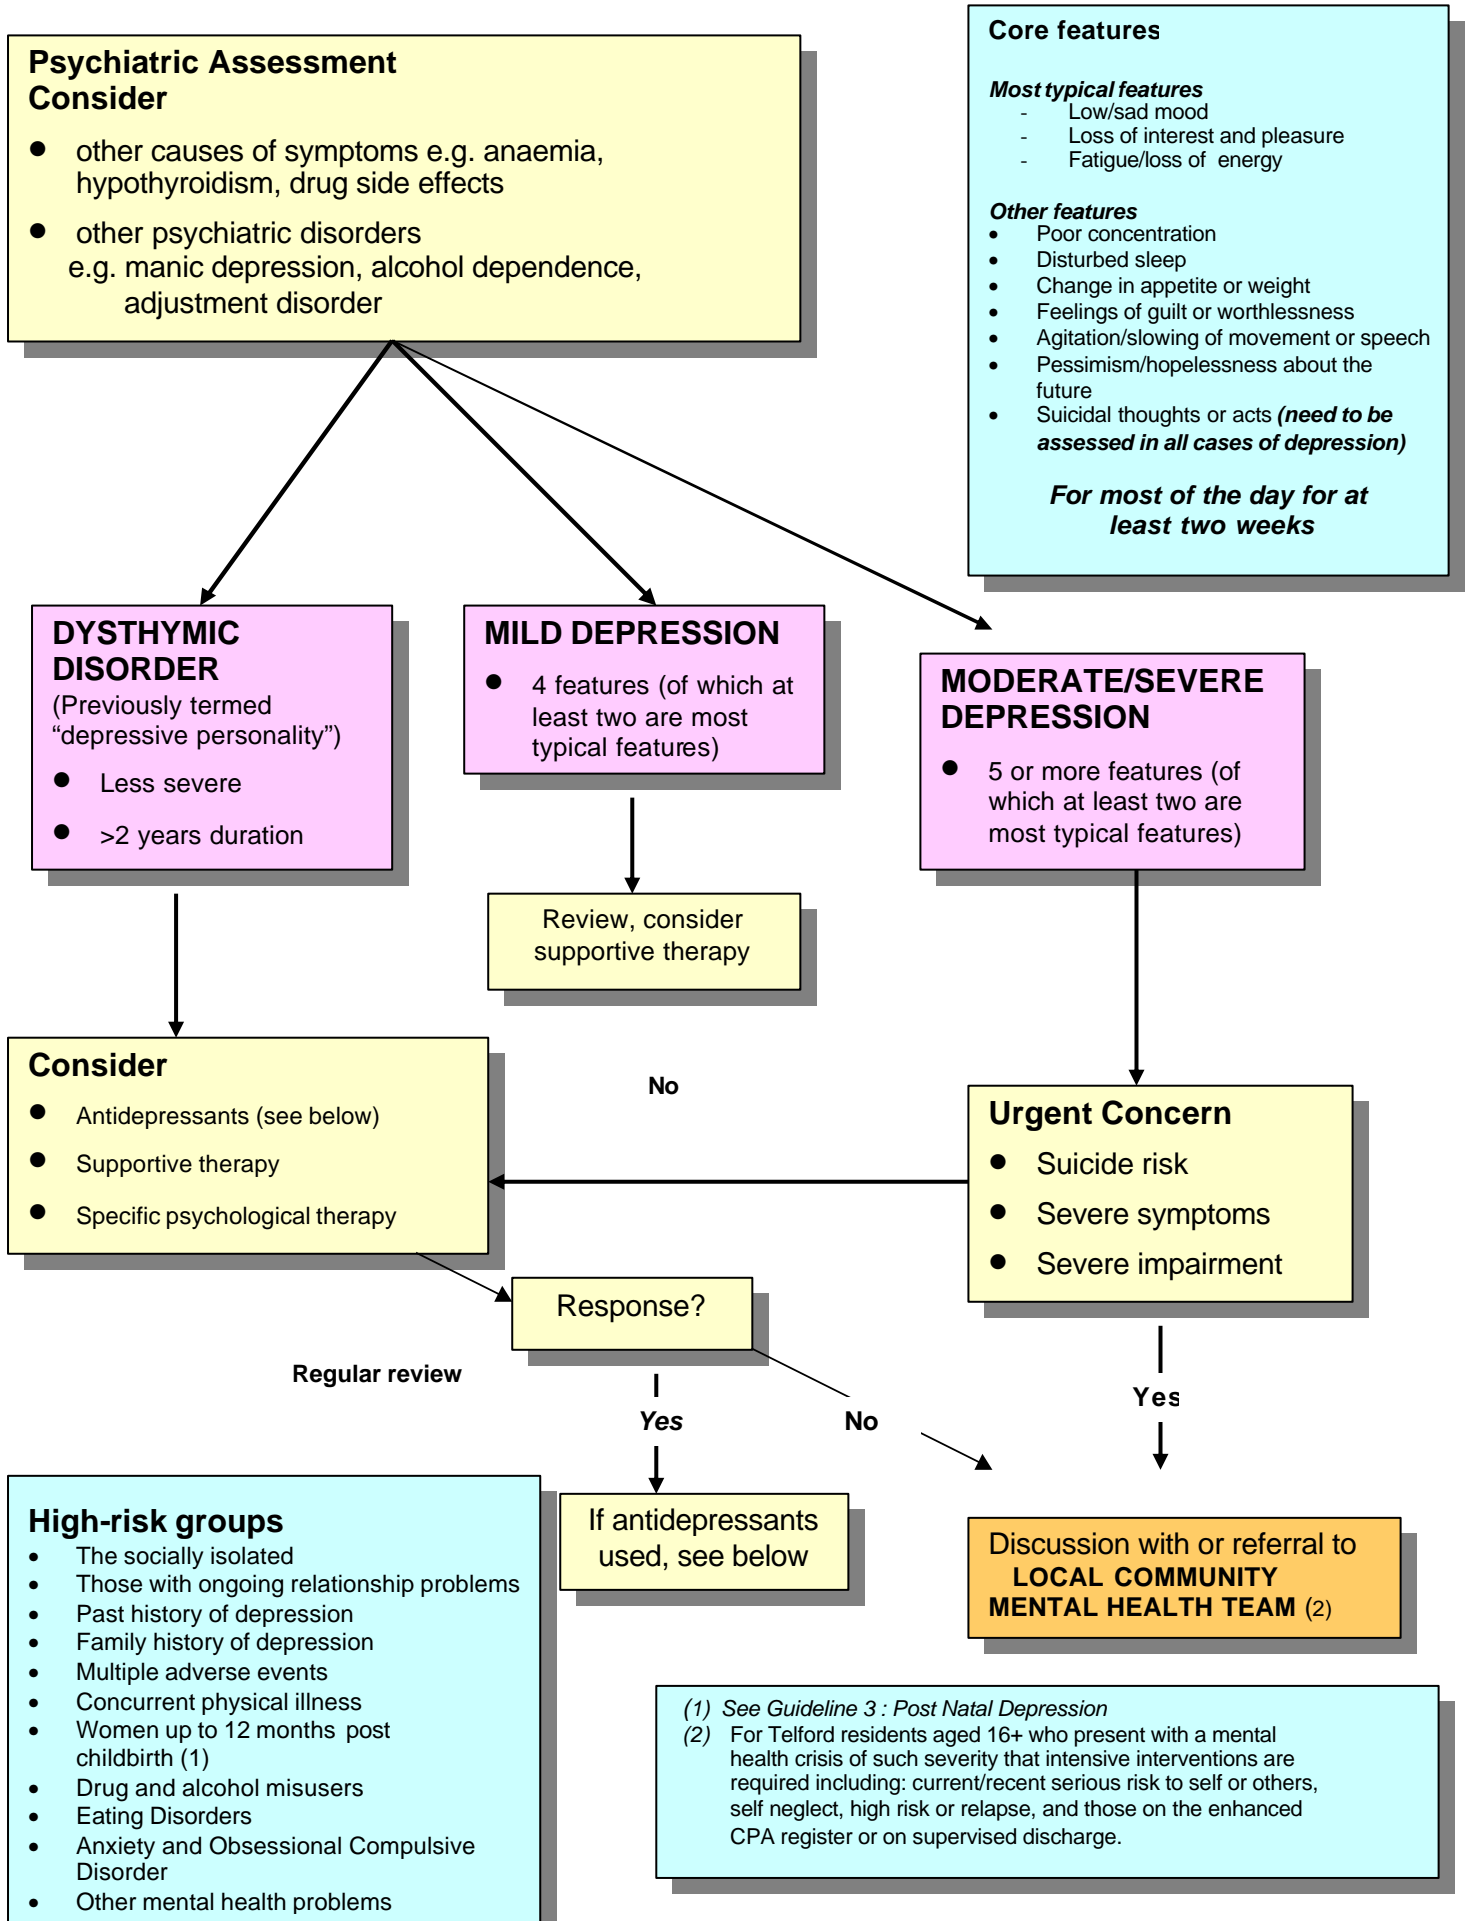 Psychiatric Assessment
Consider
● other causes of symptoms e.g. anaemia,
hypothyroidism, drug side effects
● other psychiatric disorders
e.g. manic depression, alcohol dependence,
adjustment disorder
Core features
Most typical features
- Low/sad mood
- Loss of interest and pleasure
- Fatigue/loss of energy
Other features
• Poor concentration
• Disturbed sleep
• Change in appetite or weight
• Feelings of guilt or worthlessness
• Agitation/slowing of movement or speech
• Pessimism/hopelessness about the
future
• Suicidal thoughts or acts (need to be
assessed in all cases of depression)
For most of the day for at
least two weeks
DYSTHYMIC
DISORDER
(Previously termed
“depressive personality”)
● Less severe
● >2 years duration
MILD DEPRESSION
● 4 features (of which at
least two are most
typical features)
MODERATE/SEVERE
DEPRESSION
● 5 or more features (of
which at least two are
most typical features)
Review, consider
supportive therapy
Consider
● Antidepressants (see below)
● Supportive therapy
● Specific psychological therapy
No
Urgent Concern
● Suicide risk
● Severe symptoms
● Severe impairment
Response?
Regular review
Yes
No
Yes
If antidepressants
used, see below
Discussion with or referral to
LOCAL COMMUNITY
MENTAL HEALTH TEAM (2)
High-risk groups
• The socially isolated
• Those with ongoing relationship problems
• Past history of depression
• Family history of depression
• Multiple adverse events
• Concurrent physical illness
• Women up to 12 months post
childbirth (1)
• Drug and alcohol misusers
• Eating Disorders
• Anxiety and Obsessional Compulsive
Disorder
• Other mental health problems
(1) See Guideline 3 : Post Natal Depression
(2) For Telford residents aged 16+ who present with a mental
health crisis of such severity that intensive interventions are
required including: current/recent serious risk to self or others,
self neglect, high risk or relapse, and those on the enhanced
CPA register or on supervised discharge.